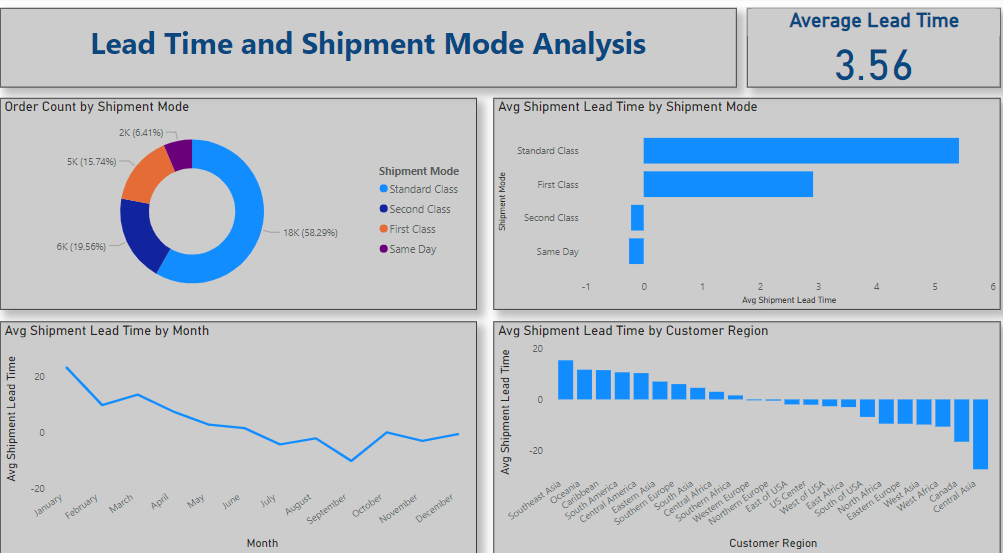 Lead Time and Shipment Mode Analysis
Average Lead Time
3.56
Order Count by Shipment Mode
2K (6.41%)
5K (15.74%)
6K (19.56%)
18K (58.29%)
Shipment Mode
Standard Class
Second Class
First Class
Same Day
Avg Shipment Lead Time by Shipment Mode
Shipment Mode
Standard Class
First Class
Second Class
Same Day
-1 0 1 2 3 4 5 6
Avg Shipment Lead Time
Avg Shipment Lead Time by Month
Avg Shipment Lead Time
20
0
-20
January February March April May June July August September October November December
Month
Avg Shipment Lead Time by Customer Region
Avg Shipment Lead Time
20
0
-20
Southeast Asia Oceania Caribbean South America Central America Eastern Asia Southern Europe South Asia Central Africa Southern Africa Western Europe Northern Europe East of USA US Center West of USA East Africa South of USA North Africa Eastern Europe West Asia West Africa Canada Central Asia
Customer Region